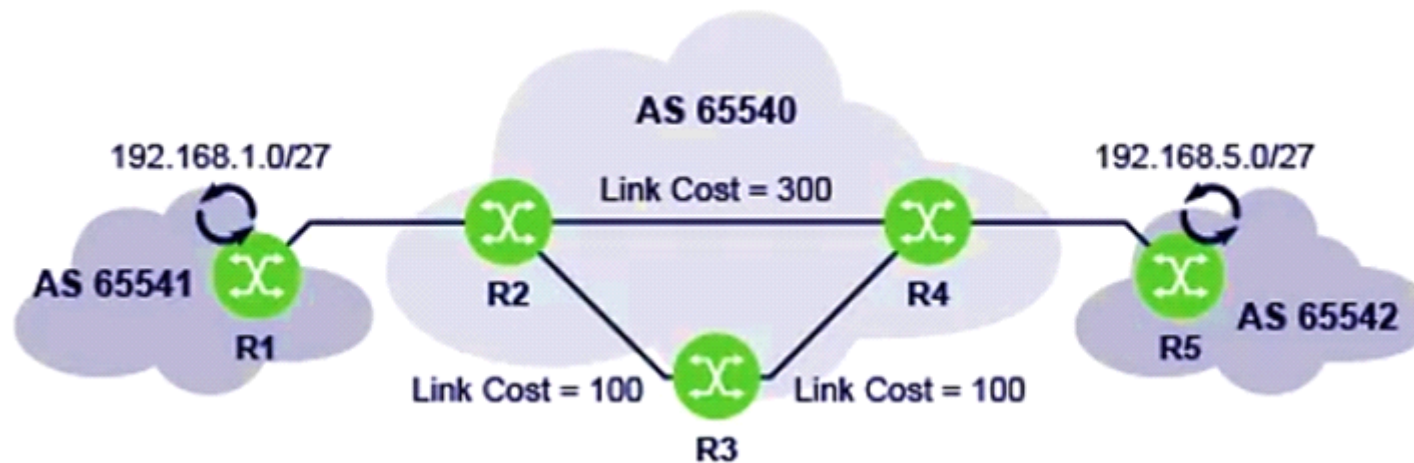 AS 65540
192.168.1.0/27
192.168.5.0/27
Link Cost = 300
AS 65541
R1
R2
R4
R5
AS 65542
Link Cost = 100
Link Cost = 100
R3